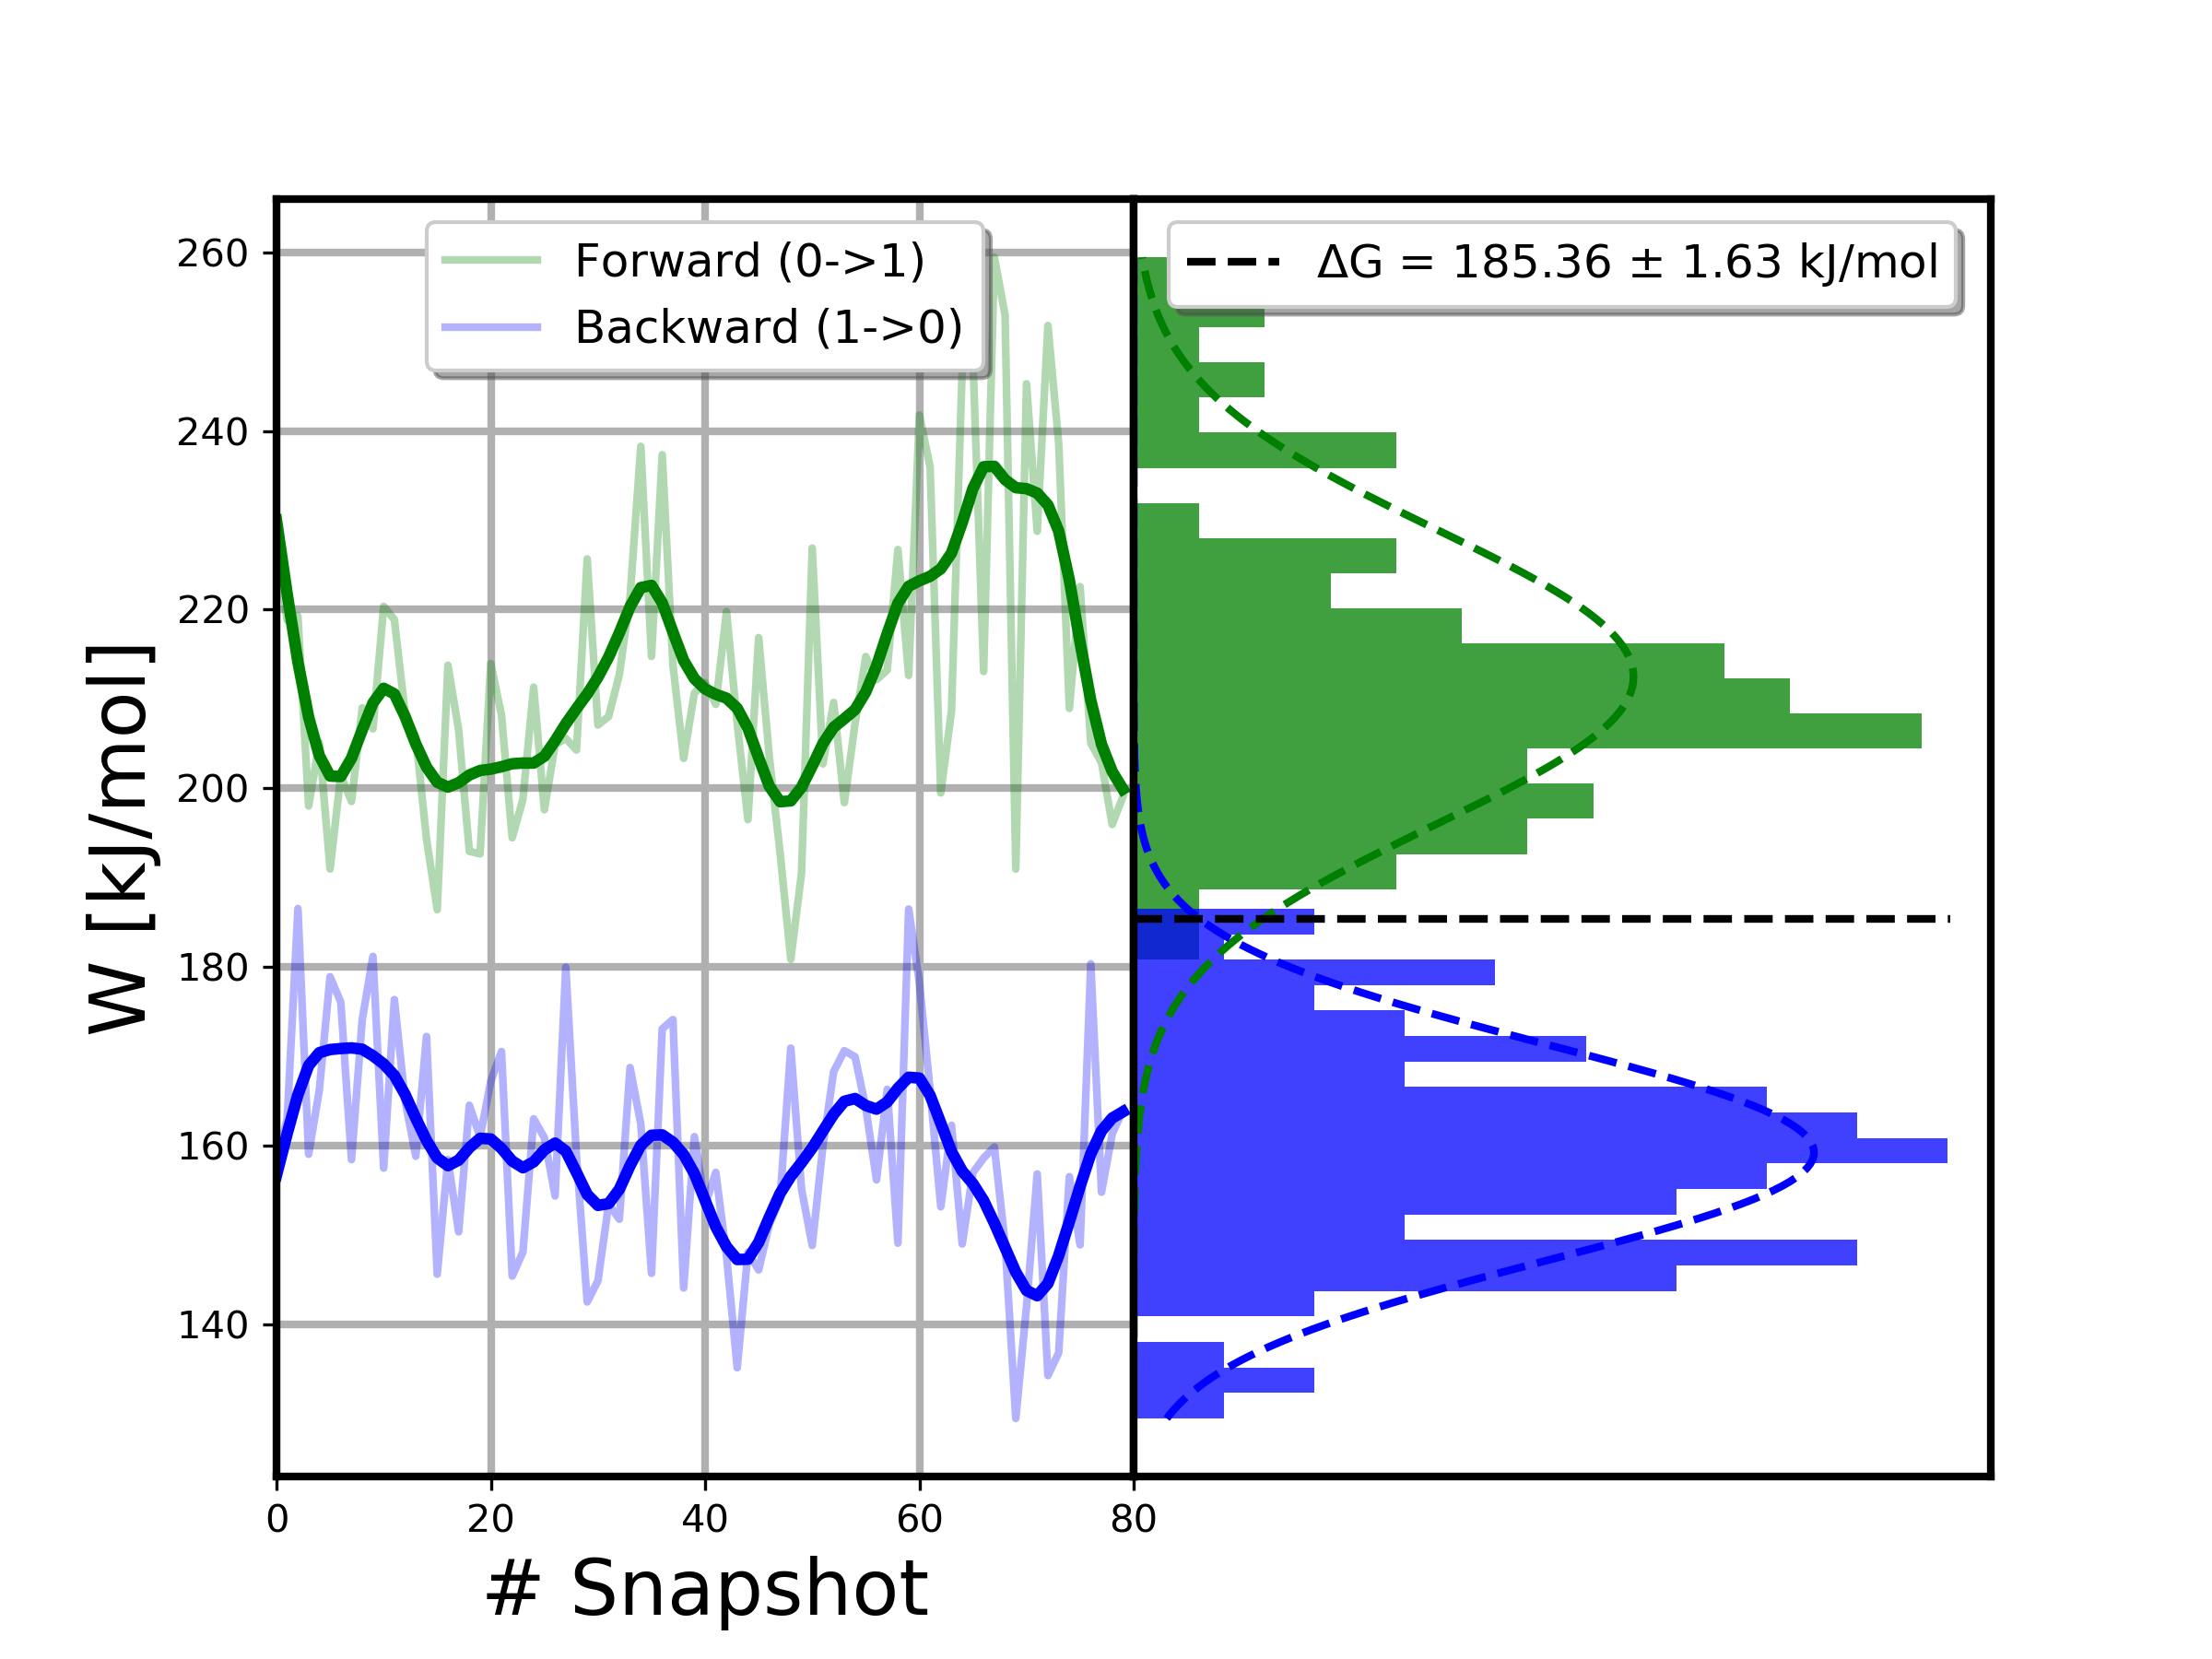 Forward (0->1)
Backward (1->0)
ΔG = 185.36 ± 1.63 kJ/mol
W [kJ/mol]
260
240
220
200
180
160
140
0 20 40 60 80
# Snapshot